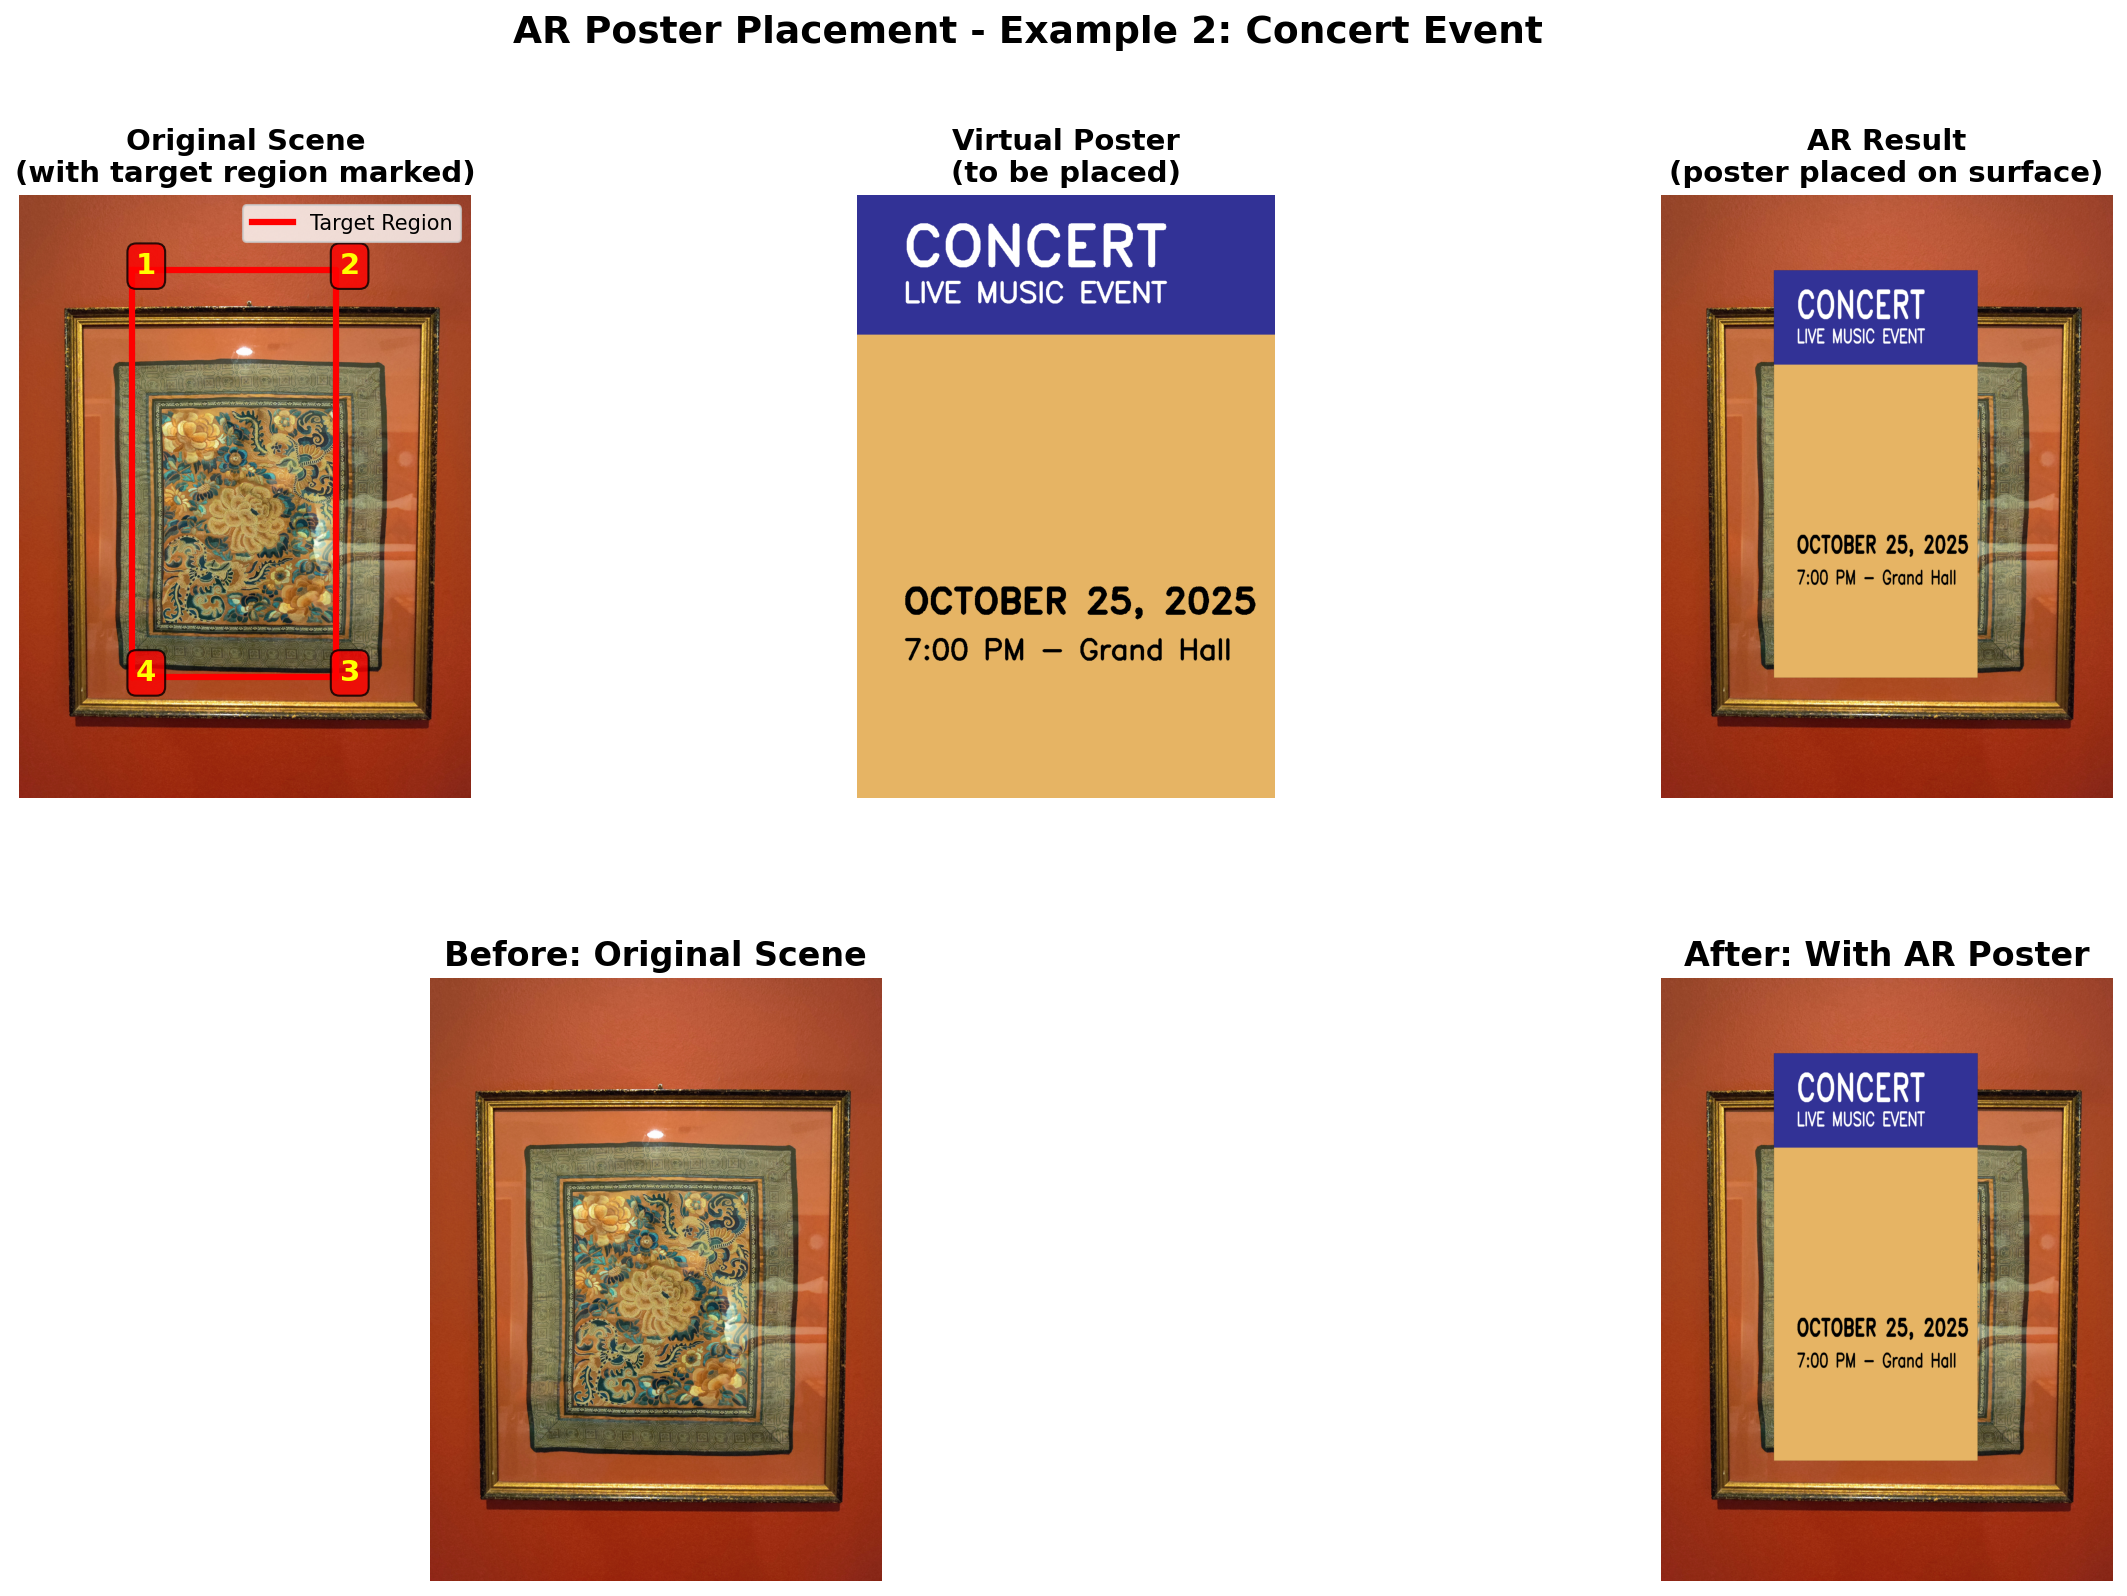 AR Poster Placement - Example 2: Concert Event
Original Scene
(with target region marked)
Target Region
1
2
4
3
Virtual Poster
(to be placed)
CONCERT
LIVE MUSIC EVENT
OCTOBER 25, 2025
7:00 PM – Grand Hall
AR Result
(poster placed on surface)
CONCERT
LIVE MUSIC EVENT
OCTOBER 25, 2025
7:00 PM – Grand Hall
Before: Original Scene
After: With AR Poster
CONCERT
LIVE MUSIC EVENT
OCTOBER 25, 2025
7:00 PM – Grand Hall